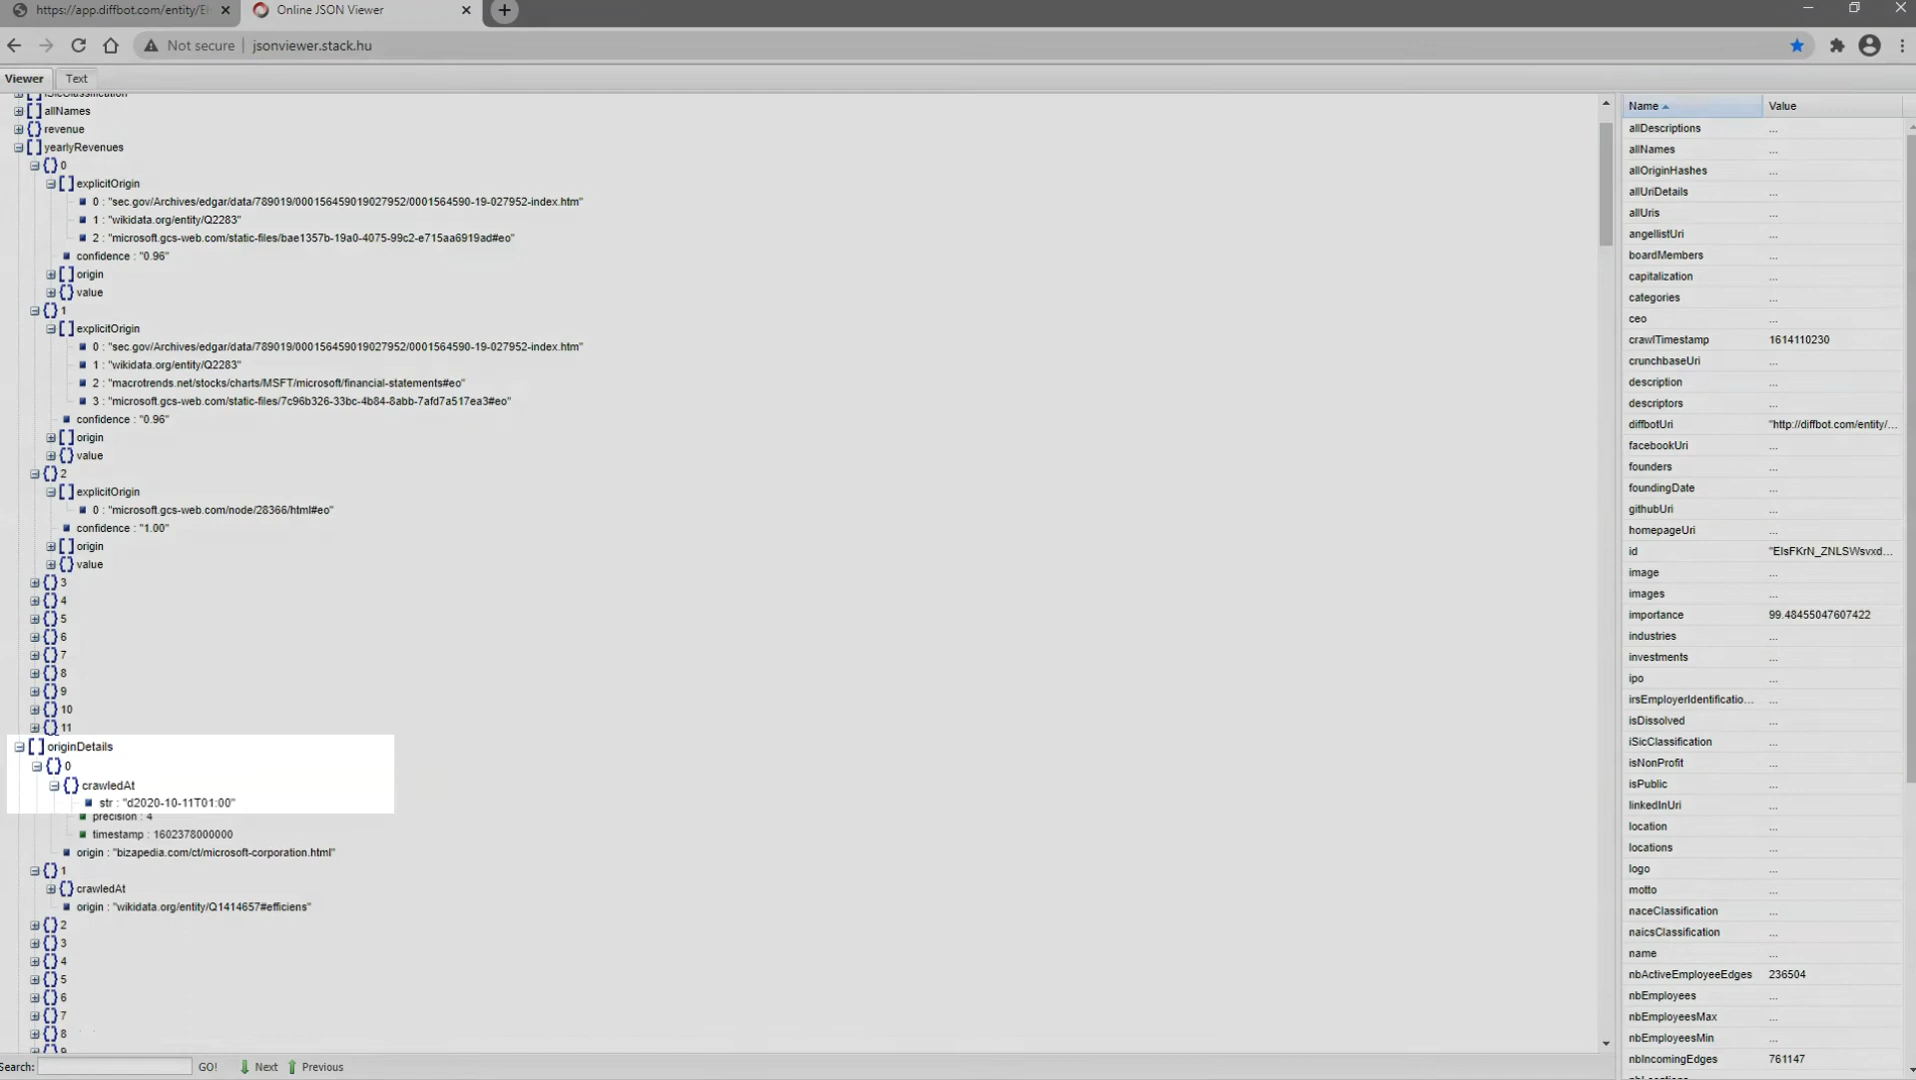 https://app.diffbot.com/entity/E
Online JSON Viewer
Not secure | jsonviewer.stack.hu
Viewer
Text
allNames
revenue
yearlyRevenues
0
explicitOrigin
0 : "sec.gov/Archives/edgar/data/789019/000156459019027952/0001564590-19-027952-index.htm"
1 : "wikidata.org/entity/Q2283"
2 : "microsoft.gcs-web.com/static-files/bae1357b-19a0-4075-99c2-e715aa6919ad#eo"
confidence : "0.96"
origin
value
1
explicitOrigin
0 : "sec.gov/Archives/edgar/data/789019/000156459019027952/0001564590-19-027952-index.htm"
1 : "wikidata.org/entity/Q2283"
2 : "macrotrends.net/stocks/charts/MSFT/microsoft/financial-statements#eo"
3 : "microsoft.gcs-web.com/static-files/7c96b326-33bc-4b84-8abb-7afd7a517ea3#eo"
confidence : "0.96"
origin
value
2
explicitOrigin
0 : "microsoft.gcs-web.com/node/28366/html#eo"
confidence : "1.00"
origin
value
3
4
5
6
7
8
9
10
11
originDetails
0
crawledAt
str : "d2020-10-11T01:00"
precision : 4
timestamp : 1602378000000
origin : "bizapedia.com/ct/microsoft-corporation.html"
1
crawledAt
origin : "wikidata.org/entity/Q1414657#efficiens"
2
3
4
5
6
7
8
9
Search:
GO!
Next
Previous
Name Value
allDescriptions ...
allNames ...
allOriginHashes ...
allUriDetails ...
allUris ...
angellistUri ...
boardMembers ...
capitalization ...
categories ...
ceo ...
crawlTimestamp 1614110230
crunchbaseUri ...
description ...
descriptors ...
diffbotUri "http://diffbot.com/entity/...
facebookUri ...
founders ...
foundingDate ...
githubUri ...
homepageUri ...
id "EIsFKrN_ZNLSWsvxd...
image ...
images ...
importance 99.48455047607422
industries ...
investments ...
ipo ...
irsEmployerIdentificatio... ...
isDissolved ...
iSicClassification ...
isNonProfit ...
isPublic ...
linkedInUri ...
location ...
locations ...
logo ...
motto ...
naceClassification ...
naicsClassification ...
name ...
nbActiveEmployeeEdges 236504
nbEmployees ...
nbEmployeesMax ...
nbEmployeesMin ...
nbIncomingEdges 761147